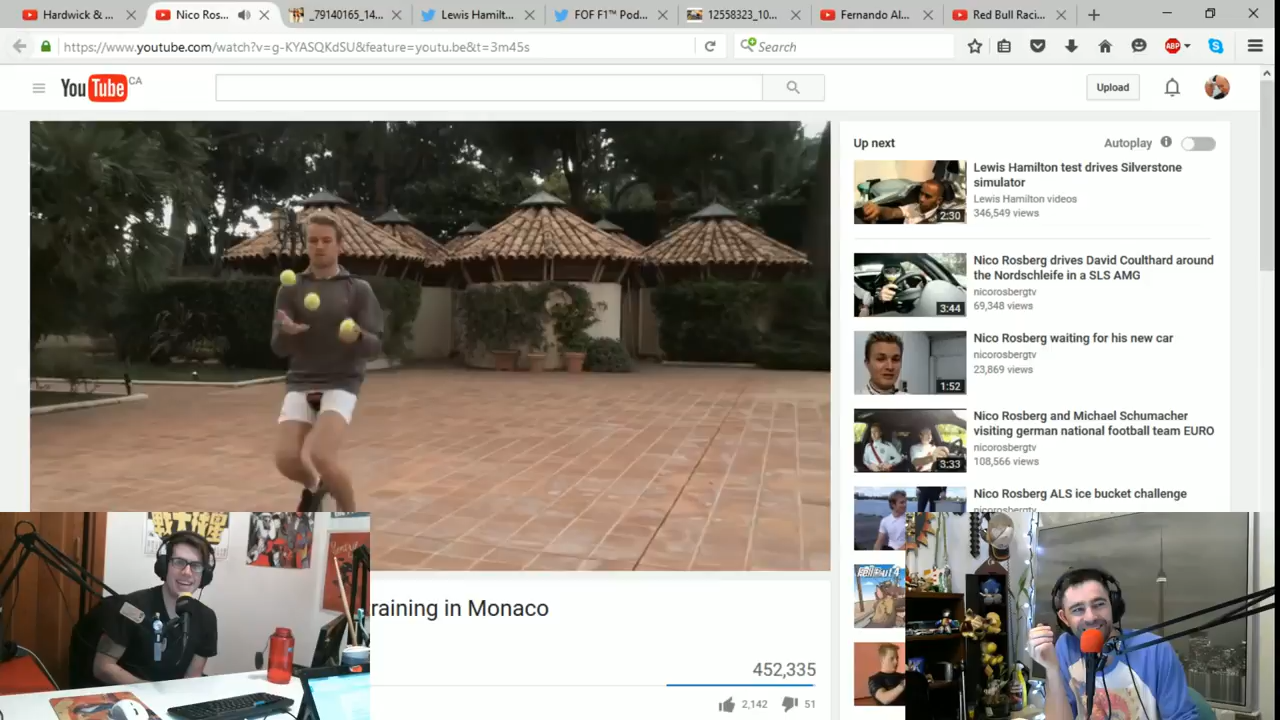 Hardwick &
Nico Ros...
_79140165_14...
Lewis Hamilt...
FOF F1™ Pod...
12558323_10...
Fernando Al...
Red Bull Raci...
https://www.youtube.com/watch?v=g-KYASQKdSU&feature=youtu.be&t=3m45s
Search
ABP
YouTube CA
Upload
Up next
Autoplay
Lewis Hamilton test drives Silverstone
simulator
Lewis Hamilton videos
346,549 views
2:30
Nico Rosberg drives David Coulthard around
the Nordschleife in a SLS AMG
nicorosbergtv
69,348 views
3:44
Nico Rosberg waiting for his new car
nicorosbergtv
23,869 views
1:52
Nico Rosberg and Michael Schumacher
visiting german national football team EURO
nicorosbergtv
108,566 views
3:33
Nico Rosberg ALS ice bucket challenge
nicorosbergtv
raining in Monaco
452,335
2,142
51